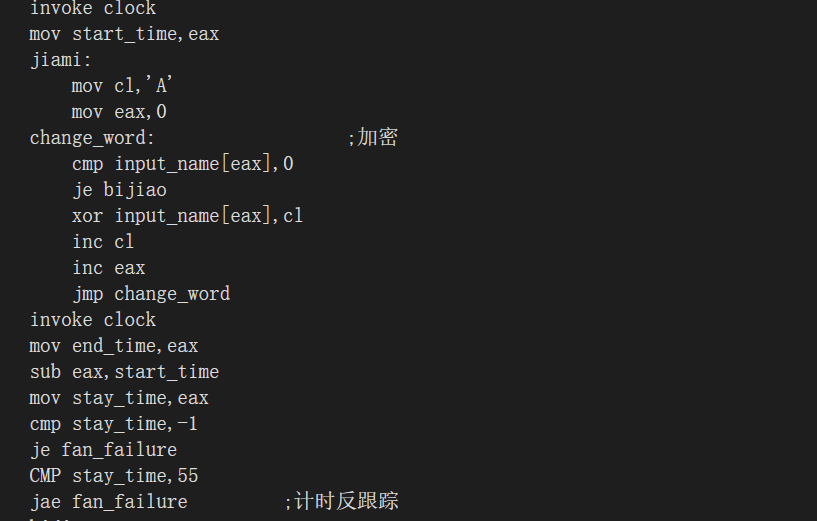 invoke clock
mov start_time,eax
jiami:
mov cl,'A'
mov eax,0
change_word: ;加密
cmp input_name[eax],0
je bijiao
xor input_name[eax],cl
inc cl
inc eax
jmp change_word
invoke clock
mov end_time,eax
sub eax,start_time
mov stay_time,eax
cmp stay_time,-1
je fan_failure
CMP stay_time,55
jae fan_failure ;计时反跟踪